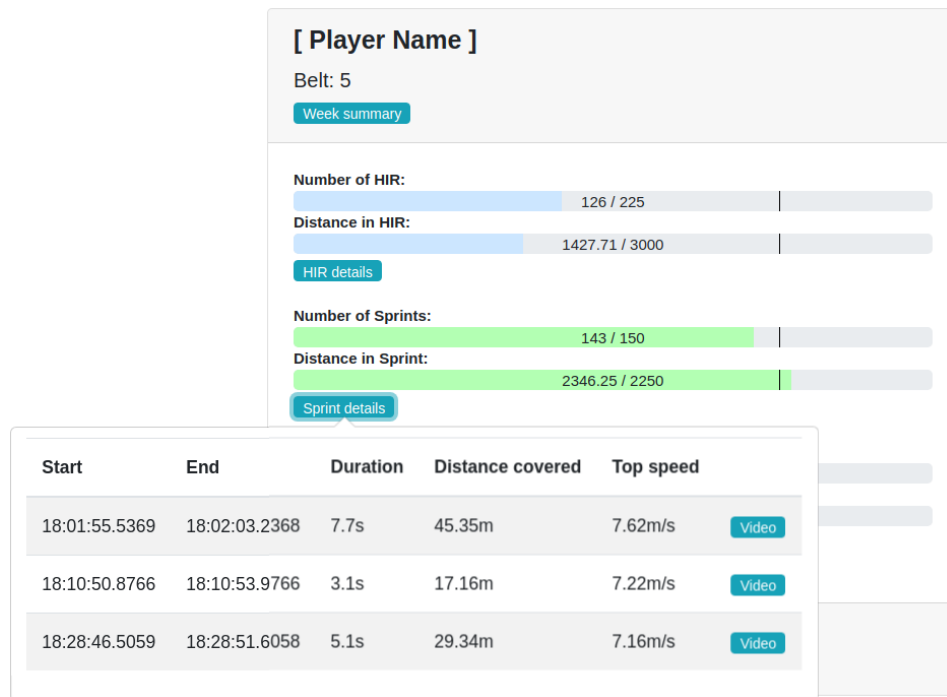 [ Player Name ]
Belt: 5
Week summary
Number of HIR:
126 / 225
Distance in HIR:
1427.71 / 3000
HIR details
Number of Sprints:
143 / 150
Distance in Sprint:
2346.25 / 2250
Sprint details
Start End Duration Distance covered Top speed
18:01:55.5369 18:02:03.2368 7.7s 45.35m 7.62m/s Video
18:10:50.8766 18:10:53.9766 3.1s 17.16m 7.22m/s Video
18:28:46.5059 18:28:51.6058 5.1s 29.34m 7.16m/s Video